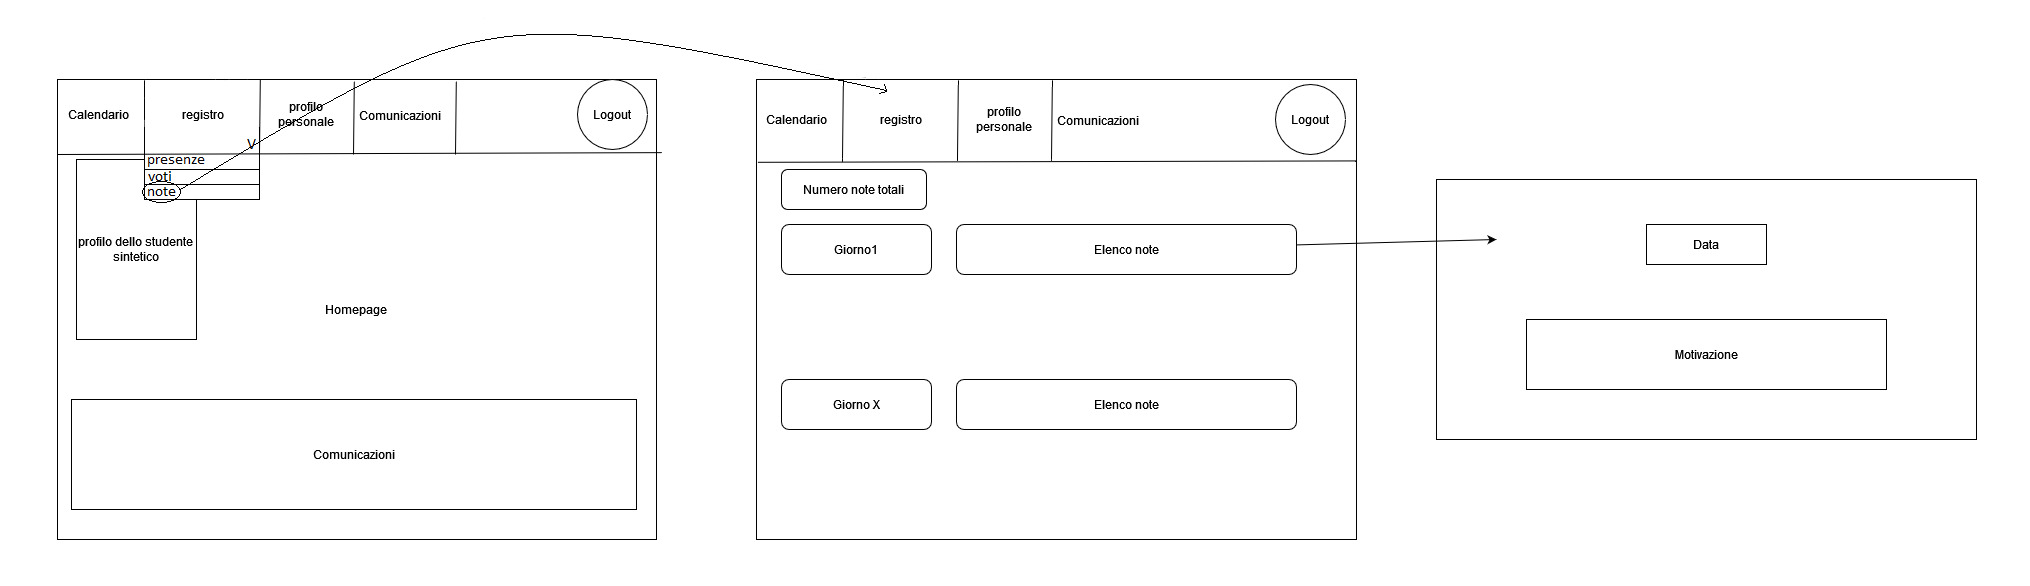 Calendario
registro
V
profilo
personale
Comunicazioni
Logout
presenze
voti
note
profilo dello studente
sintetico
Homepage
Comunicazioni
Calendario
registro
profilo
personale
Comunicazioni
Logout
Numero note totali
Giorno1
Elenco note
Giorno X
Elenco note
Data
Motivazione